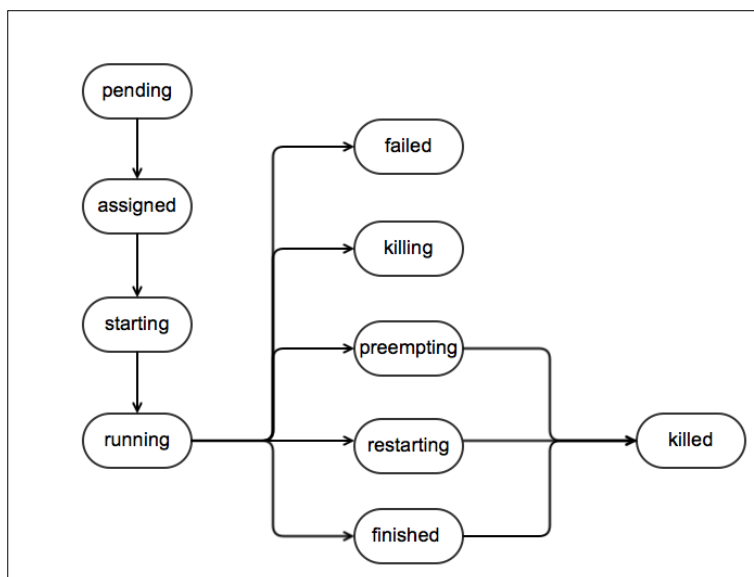 pending
failed
assigned
killing
starting
preempting
running
restarting
killed
finished